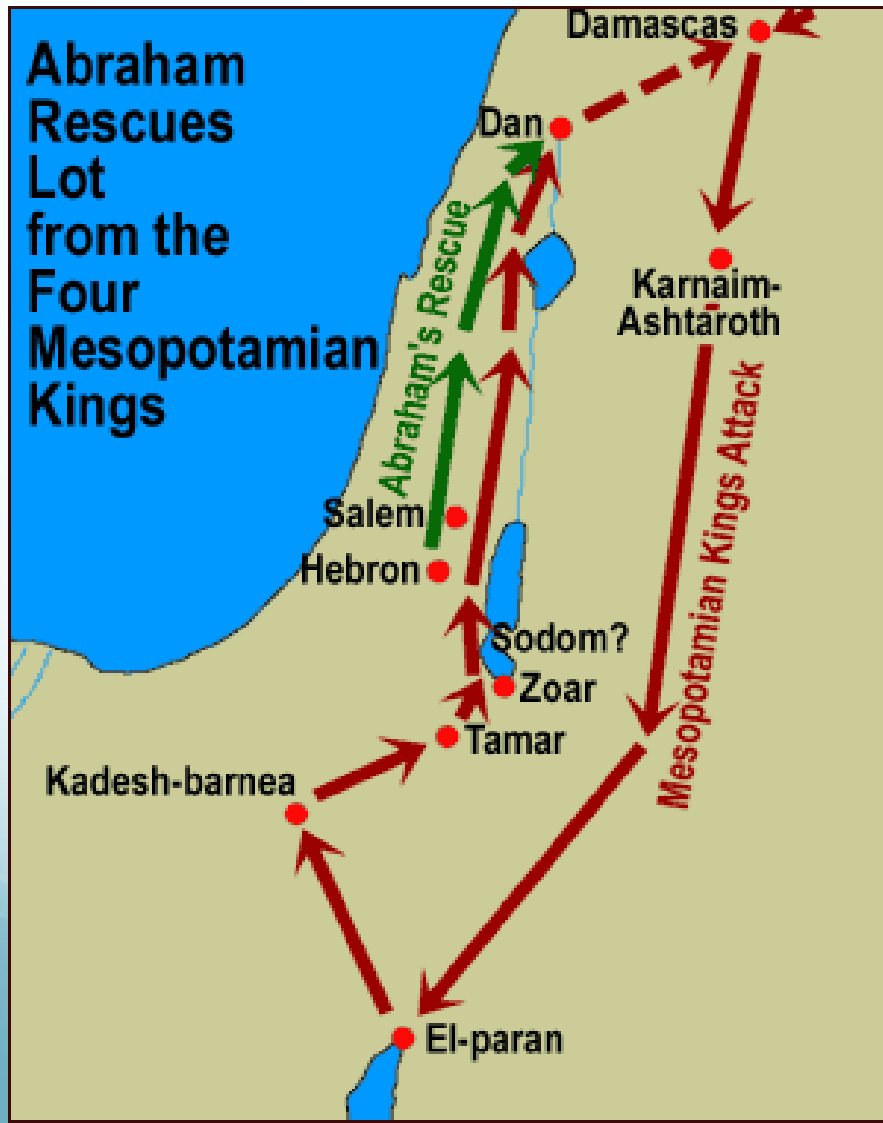 Abraham
Rescues
Lot
from the
Four
Mesopotamian
Kings
Damascas
Dan
Karnaim-
Ashtaroth
Abraham's Rescue
Mesopotamian Kings Attack
Salem
Hebron
Sodom?
Zoar
Tamar
Kadesh-barnea
El-paran